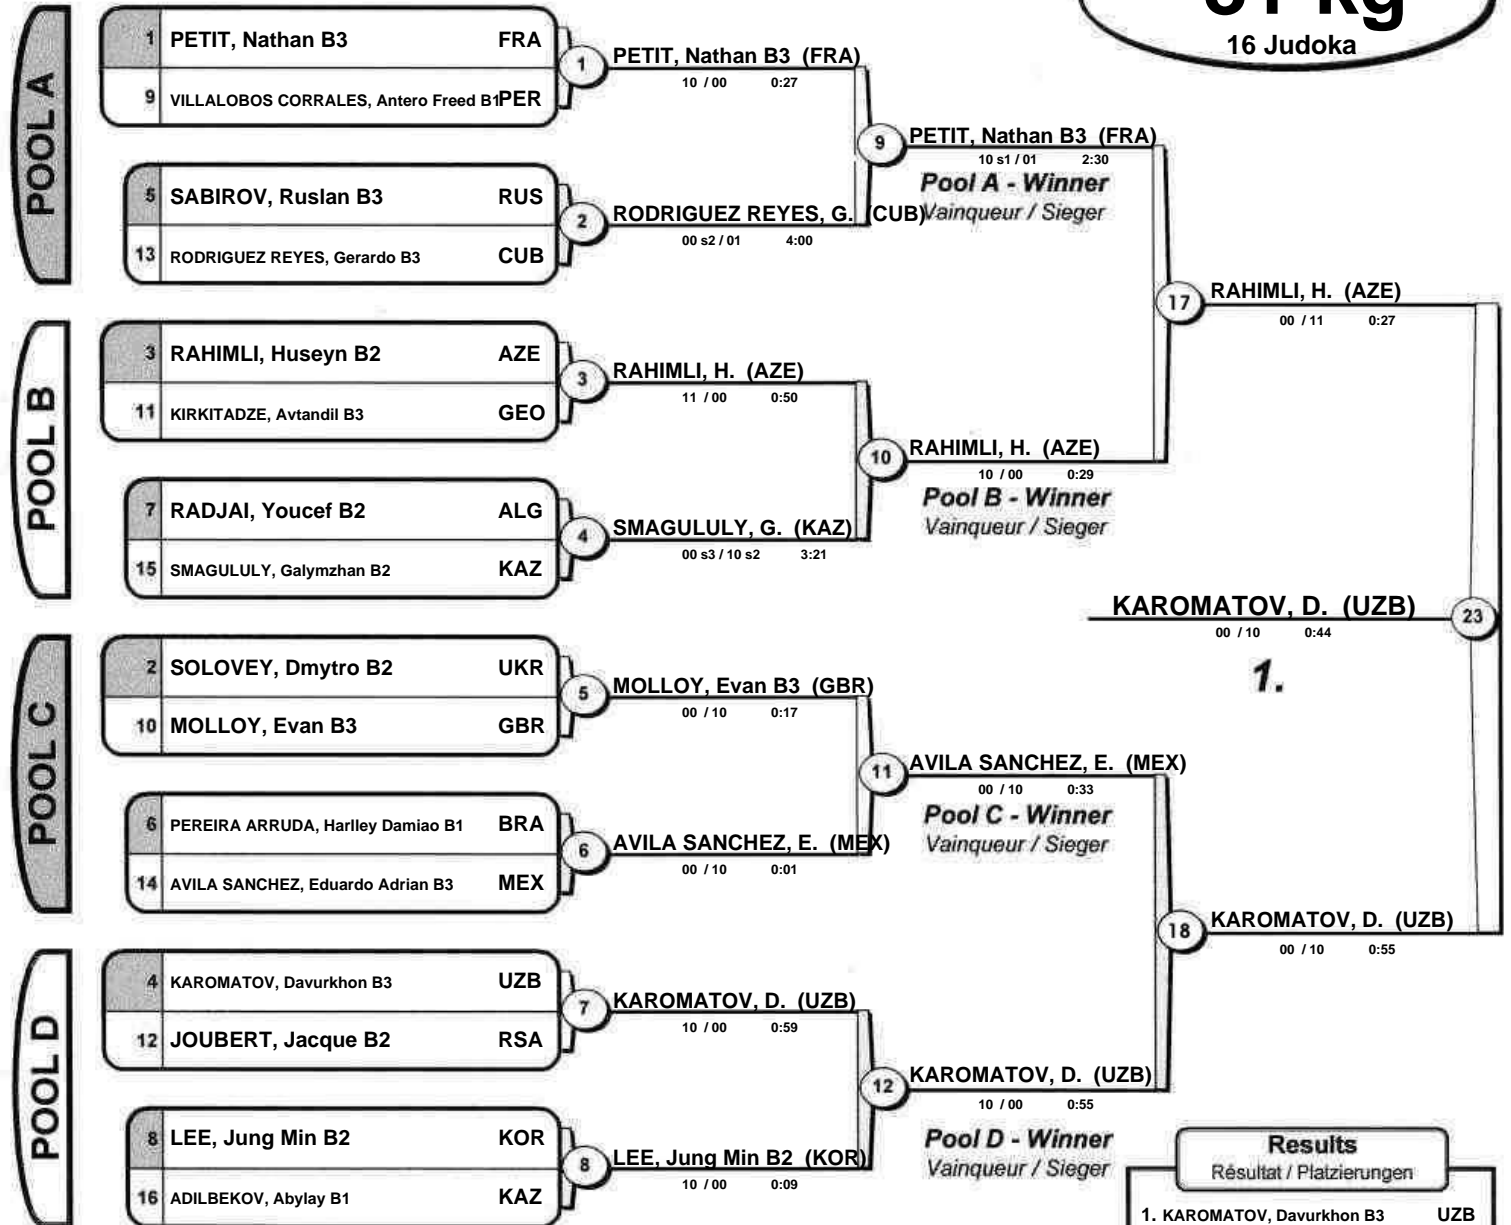 16 Judoka
POOL A
1 PETIT, Nathan B3 FRA
9 VILLALOBOS CORRALES, Antero Freed B1 PER
1
PETIT, Nathan B3 (FRA)
10 / 00 0:27
5 SABIROV, Ruslan B3 RUS
13 RODRIGUEZ REYES, Gerardo B3 CUB
2
RODRIGUEZ REYES, G. (CUB)
00 s2 / 01 4:00
9
PETIT, Nathan B3 (FRA)
10 s1 / 01 2:30
Pool A - Winner
Vainqueur / Sieger
POOL B
3 RAHIMLI, Huseyn B2 AZE
11 KIRKITADZE, Avtandil B3 GEO
3
RAHIMLI, H. (AZE)
11 / 00 0:50
7 RADJAI, Youcef B2 ALG
15 SMAGULULY, Galymzhan B2 KAZ
4
SMAGULULY, G. (KAZ)
00 s3 / 10 s2 3:21
10
RAHIMLI, H. (AZE)
10 / 00 0:29
Pool B - Winner
Vainqueur / Sieger
17
RAHIMLI, H. (AZE)
00 / 11 0:27
KAROMATOV, D. (UZB)
00 / 10 0:44
23
1.
POOL C
2 SOLOVEY, Dmytro B2 UKR
10 MOLLOY, Evan B3 GBR
5
MOLLOY, Evan B3 (GBR)
00 / 10 0:17
6 PEREIRA ARRUDA, Harlley Damiao B1 BRA
14 AVILA SANCHEZ, Eduardo Adrian B3 MEX
6
AVILA SANCHEZ, E. (MEX)
00 / 10 0:01
11
AVILA SANCHEZ, E. (MEX)
00 / 10 0:33
Pool C - Winner
Vainqueur / Sieger
18
KAROMATOV, D. (UZB)
00 / 10 0:55
POOL D
4 KAROMATOV, Davurkhon B3 UZB
12 JOUBERT, Jacque B2 RSA
7
KAROMATOV, D. (UZB)
10 / 00 0:59
8 LEE, Jung Min B2 KOR
16 ADILBEKOV, Abylay B1 KAZ
8
LEE, Jung Min B2 (KOR)
10 / 00 0:09
12
KAROMATOV, D. (UZB)
10 / 00 0:55
Pool D - Winner
Vainqueur / Sieger
Results
Résultat / Platzierungen
1. KAROMATOV, Davurkhon B3 UZB